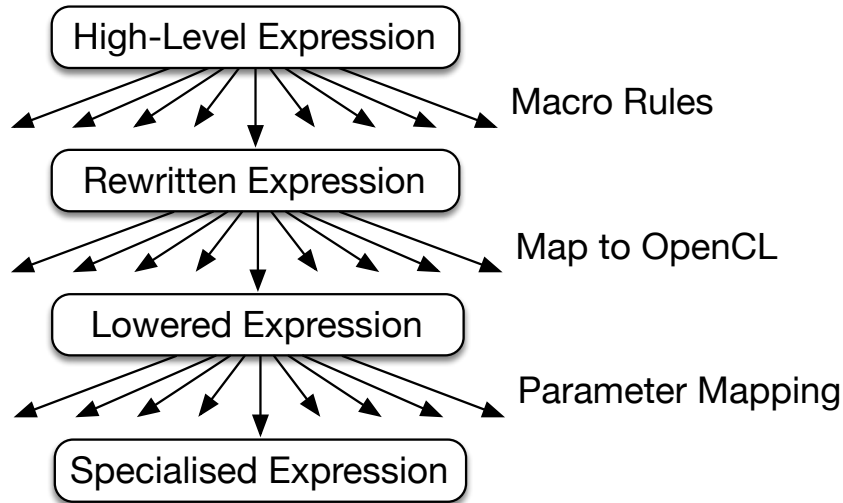 High-Level Expression
Macro Rules
Rewritten Expression
Map to OpenCL
Lowered Expression
Parameter Mapping
Specialised Expression